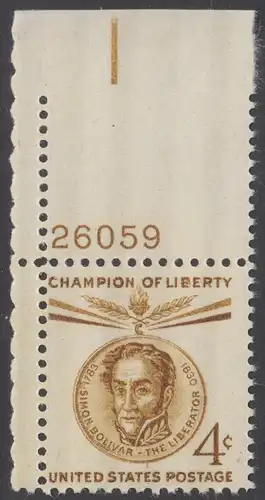 26059
CHAMPION OF LIBERTY
1783
1830
SIMON BOLIVAR - THE LIBERATOR
4¢
UNITED STATES POSTAGE